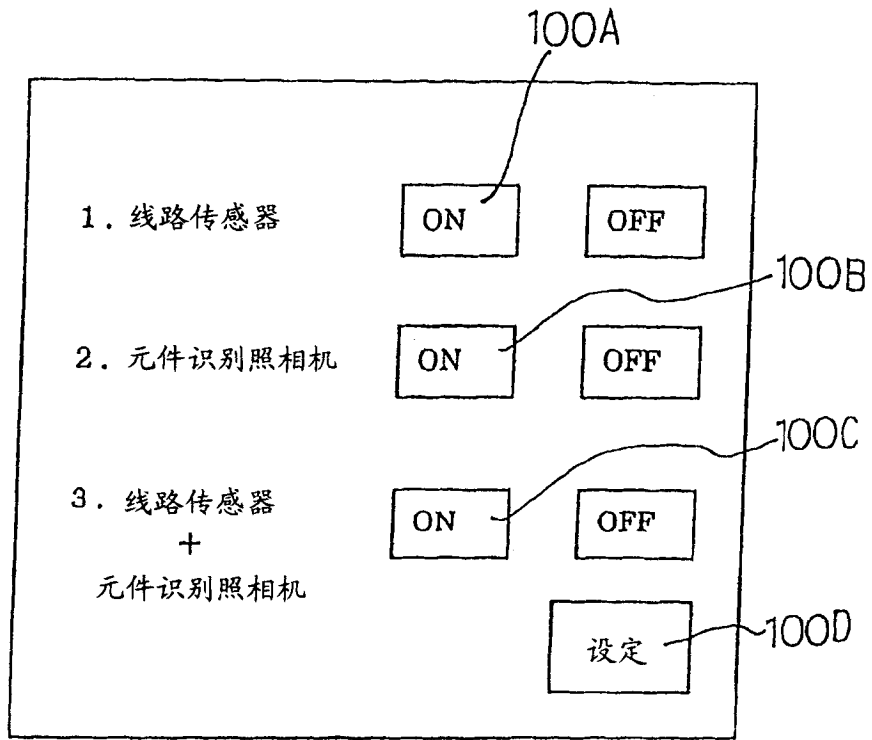 100A
1. 线路传感器 ON OFF
100B
2. 元件识别照相机 ON OFF
100C
3. 线路传感器 ON OFF
+
元件识别照相机
设定 100D